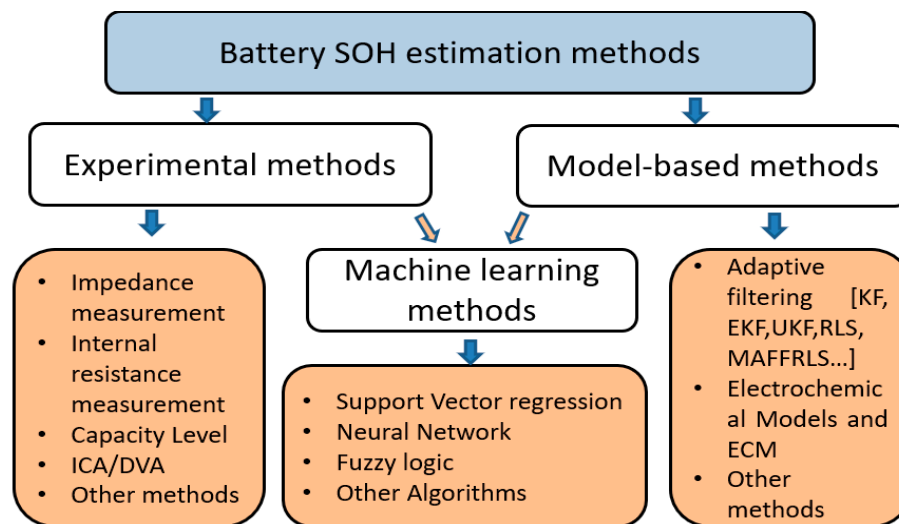 Battery SOH estimation methods
Experimental methods
Model-based methods
Machine learning
methods
• Impedance
measurement
• Internal
resistance
measurement
• Capacity Level
• ICA/DVA
• Other methods
• Support Vector regression
• Neural Network
• Fuzzy logic
• Other Algorithms
• Adaptive
filtering [KF,
EKF,UKF,RLS,
MAFFRLS...]
• Electrochemic
al Models and
ECM
• Other
methods